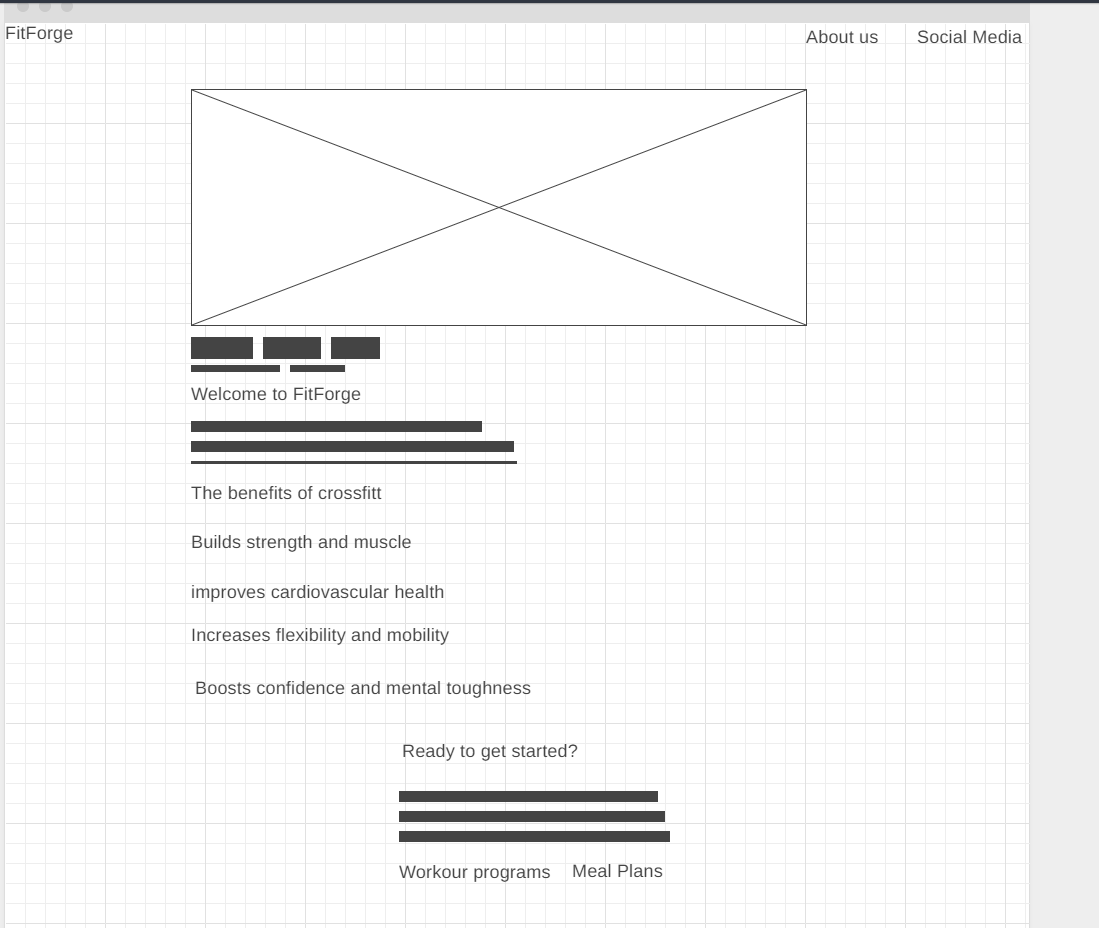 FitForge
About us
Social Media
Welcome to FitForge
The benefits of crossfitt
Builds strength and muscle
improves cardiovascular health
Increases flexibility and mobility
Boosts confidence and mental toughness
Ready to get started?
Workour programs
Meal Plans